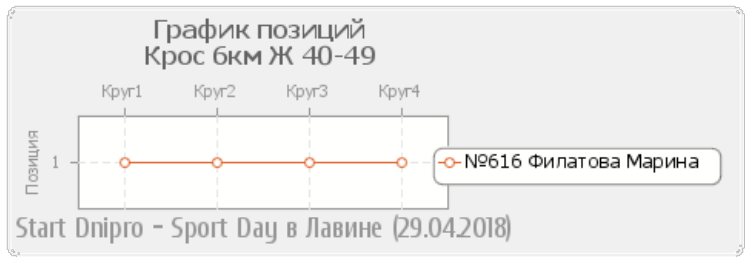 График позиций
Крос 6км Ж 40-49
Круг1 Круг2 Круг3 Круг4
Позиция
1
№616 Филатова Марина
Start Dnipro - Sport Day в Лавине (29.04.2018)